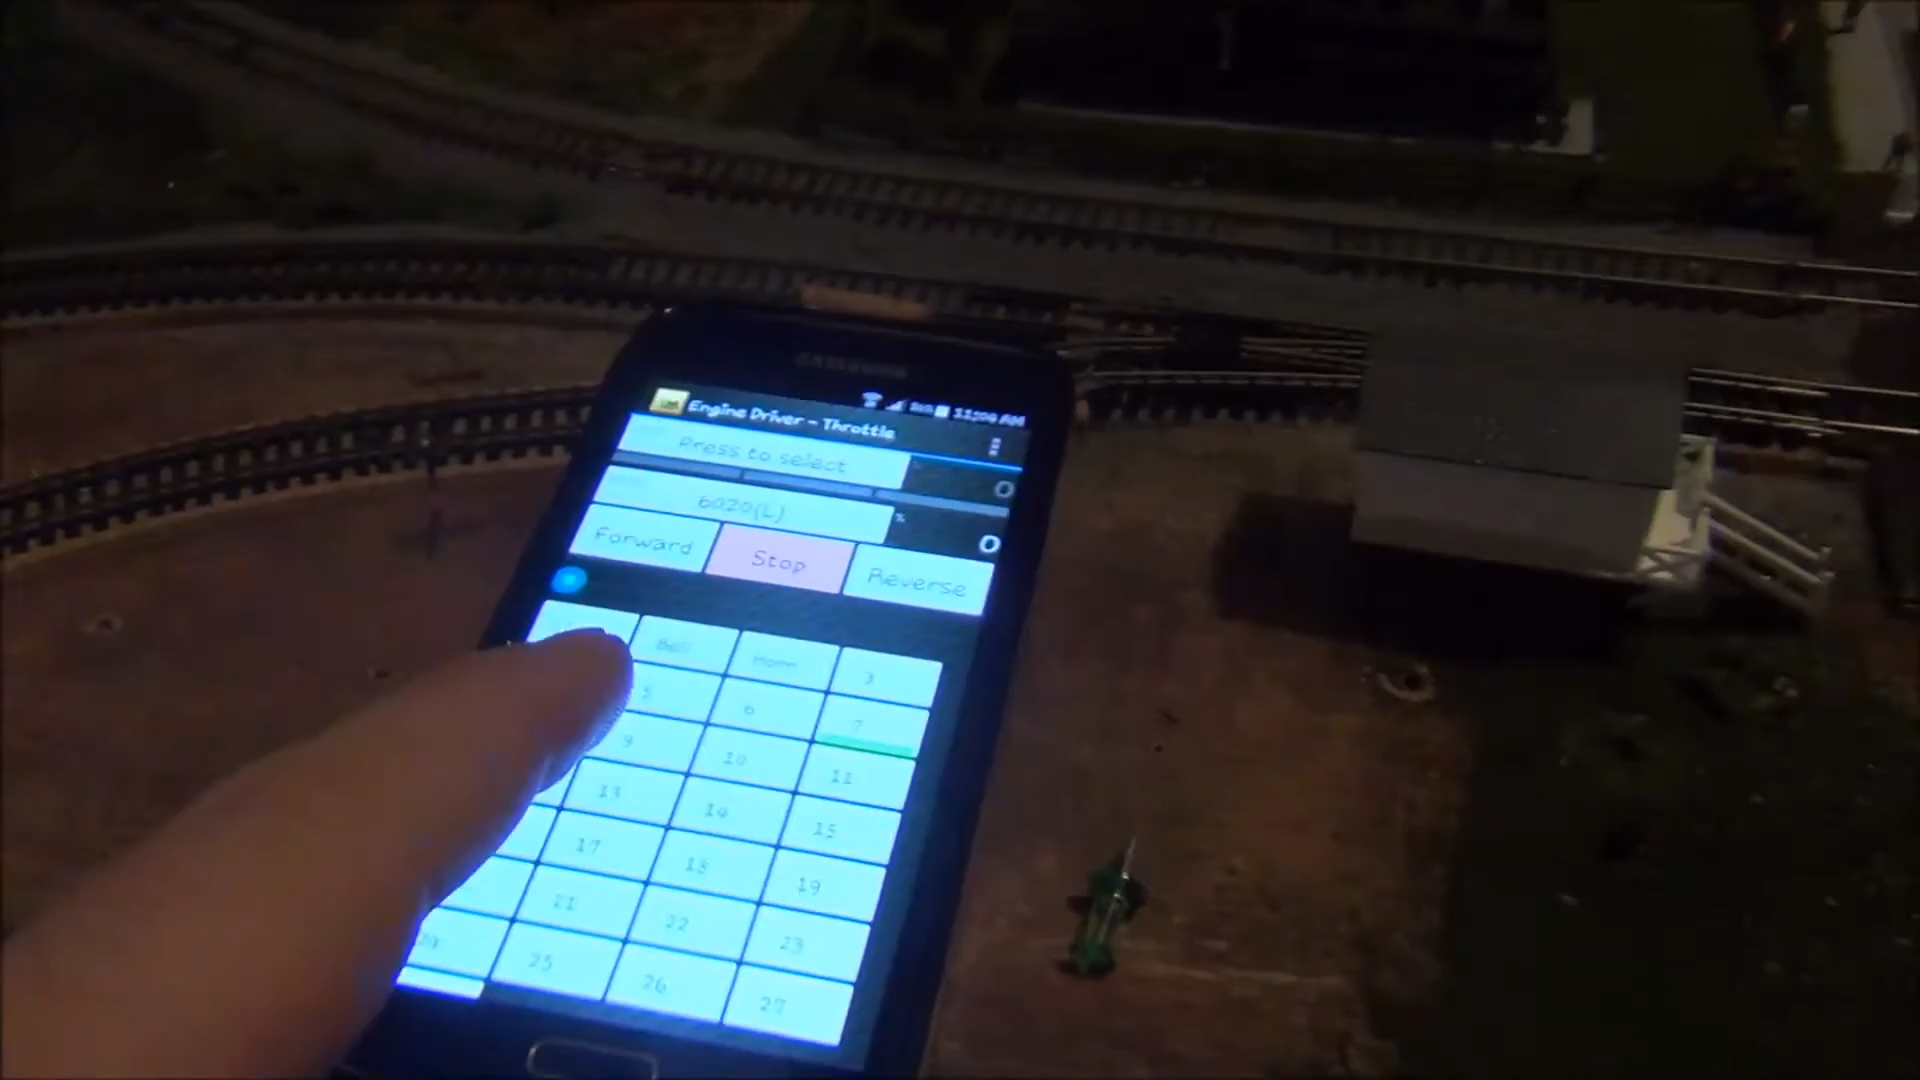 SAMSUNG
Engine Driver - Throttle
Press to select
0
6020(L)
%
0
Forward
Stop
Reverse
Bell
Horn
3
5
6
7
9
10
11
13
14
15
17
18
19
21
22
23
25
26
27